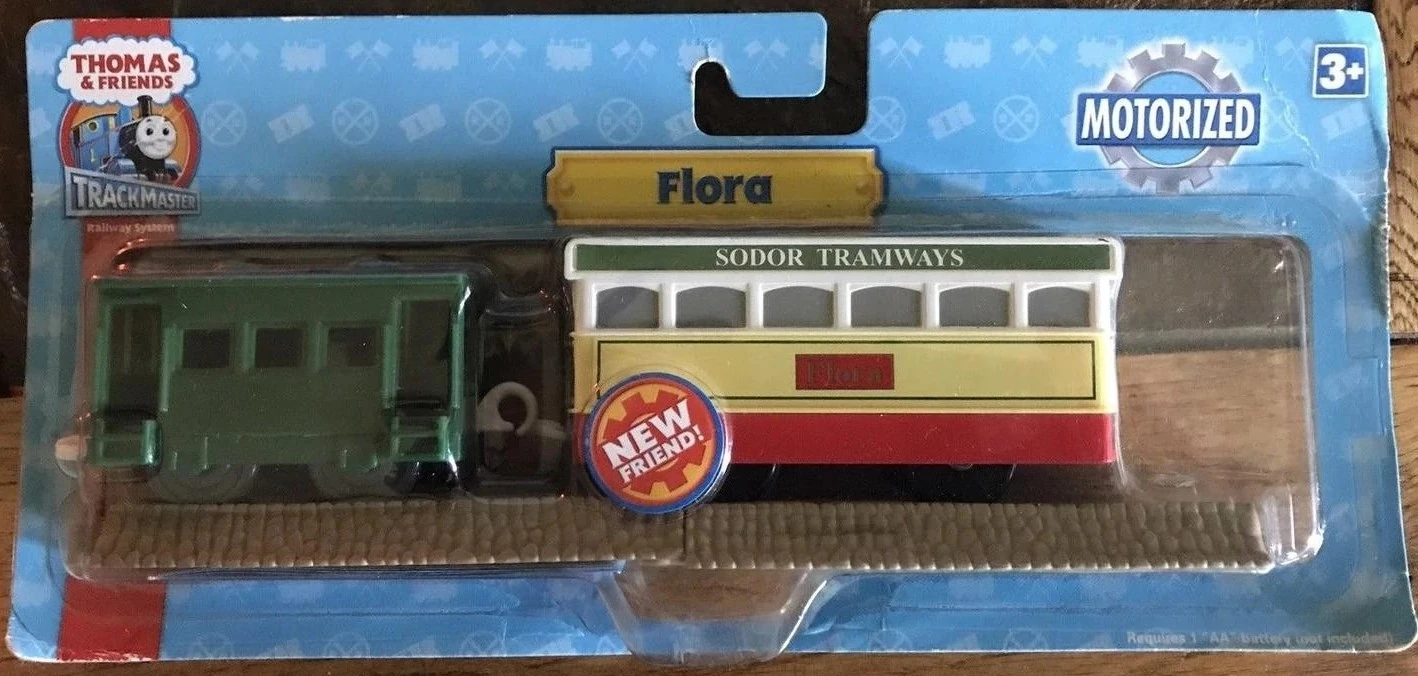 THOMAS
& FRIENDS
TRACKMASTER
Railway System
MOTORIZED
3+
Flora
SODOR TRAMWAYS
Flora
NEW
FRIEND!
Requires 1 "AA" battery (not included)